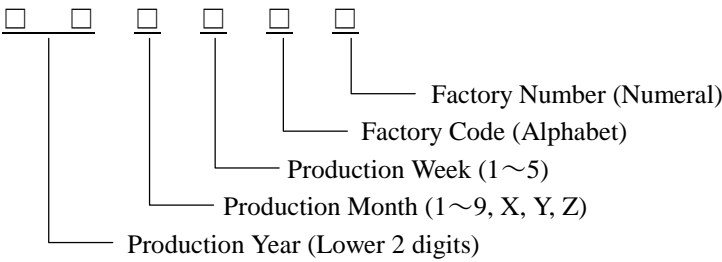 □ □ □ □ □ □
Factory Number (Numeral)
Factory Code (Alphabet)
Production Week (1～5)
Production Month (1～9, X, Y, Z)
Production Year (Lower 2 digits)